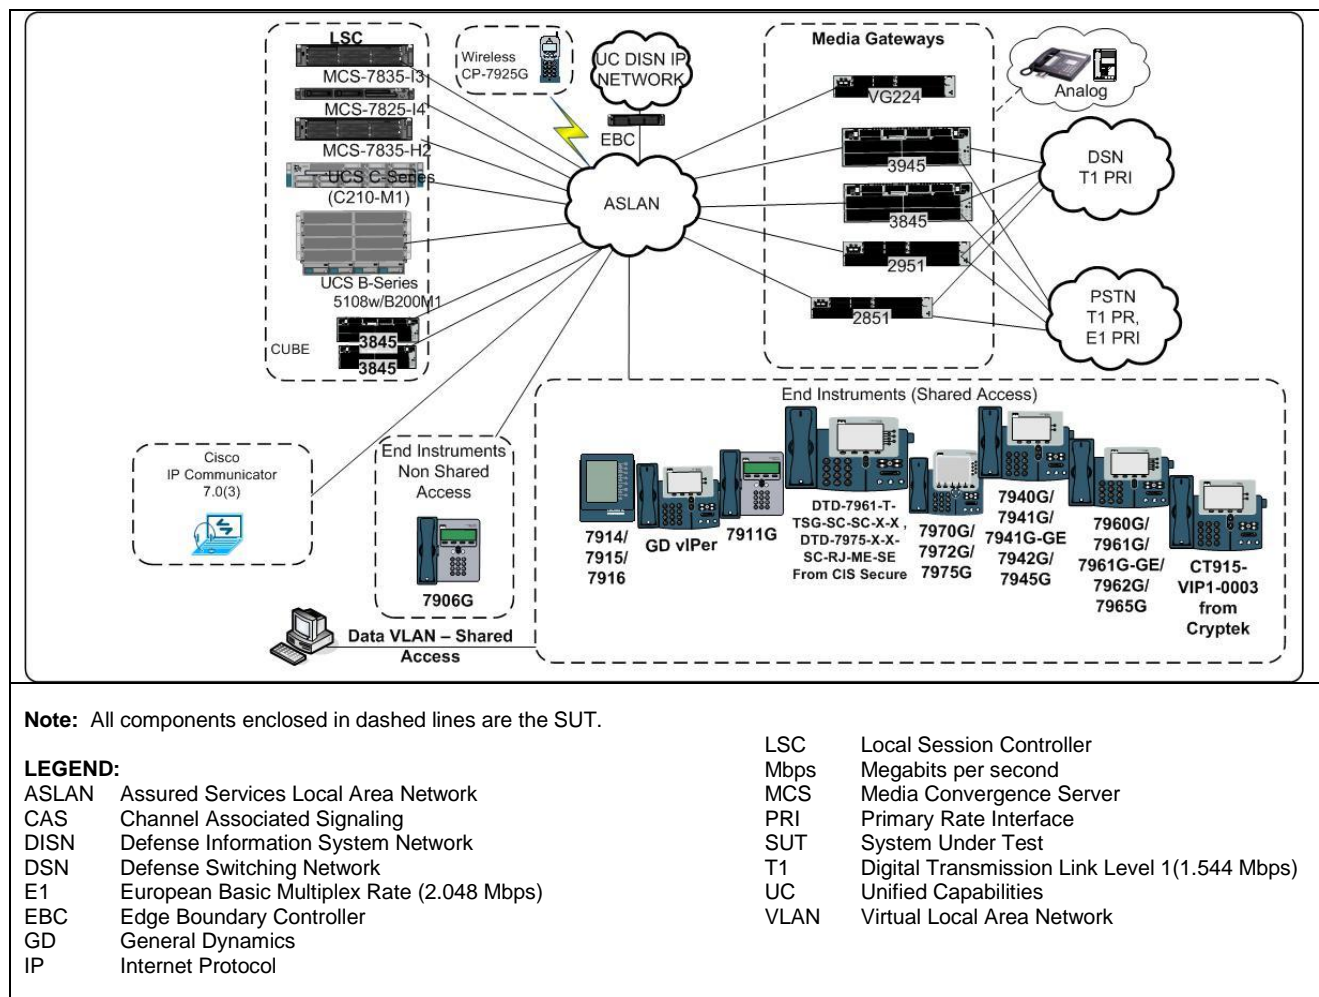 LSC
MCS-7835-I3
MCS-7825-I4
MCS-7835-H2
UCS C-Series
(C210-M1)
UCS B-Series
5108w/B200M1
CUBE
3845
3845
Wireless
CP-7925G
UC DISN IP
NETWORK
EBC
ASLAN
Media Gateways
VG224
3945
3845
2951
2851
Analog
DSN
T1 PRI
PSTN
T1 PR,
E1 PRI
Cisco
IP Communicator
7.0(3)
End Instruments
Non Shared
Access
7906G
Data VLAN – Shared
Access
End Instruments (Shared Access)
7914/
7915/
7916
GD vIPer
7911G
DTD-7961-T-
TSG-SC-SC-X-X ,
DTD-7975-X-X-
SC-RJ-ME-SE
From CIS Secure
7970G/
7972G/
7975G
7940G/
7941G/
7941G-GE
7942G/
7945G
7960G/
7961G/
7961G-GE/
7962G/
7965G
CT915-
VIP1-0003
from
Cryptek
Note: All components enclosed in dashed lines are the SUT.
LEGEND:
ASLAN Assured Services Local Area Network
CAS Channel Associated Signaling
DISN Defense Information System Network
DSN Defense Switching Network
E1 European Basic Multiplex Rate (2.048 Mbps)
EBC Edge Boundary Controller
GD General Dynamics
IP Internet Protocol
LSC Local Session Controller
Mbps Megabits per second
MCS Media Convergence Server
PRI Primary Rate Interface
SUT System Under Test
T1 Digital Transmission Link Level 1(1.544 Mbps)
UC Unified Capabilities
VLAN Virtual Local Area Network